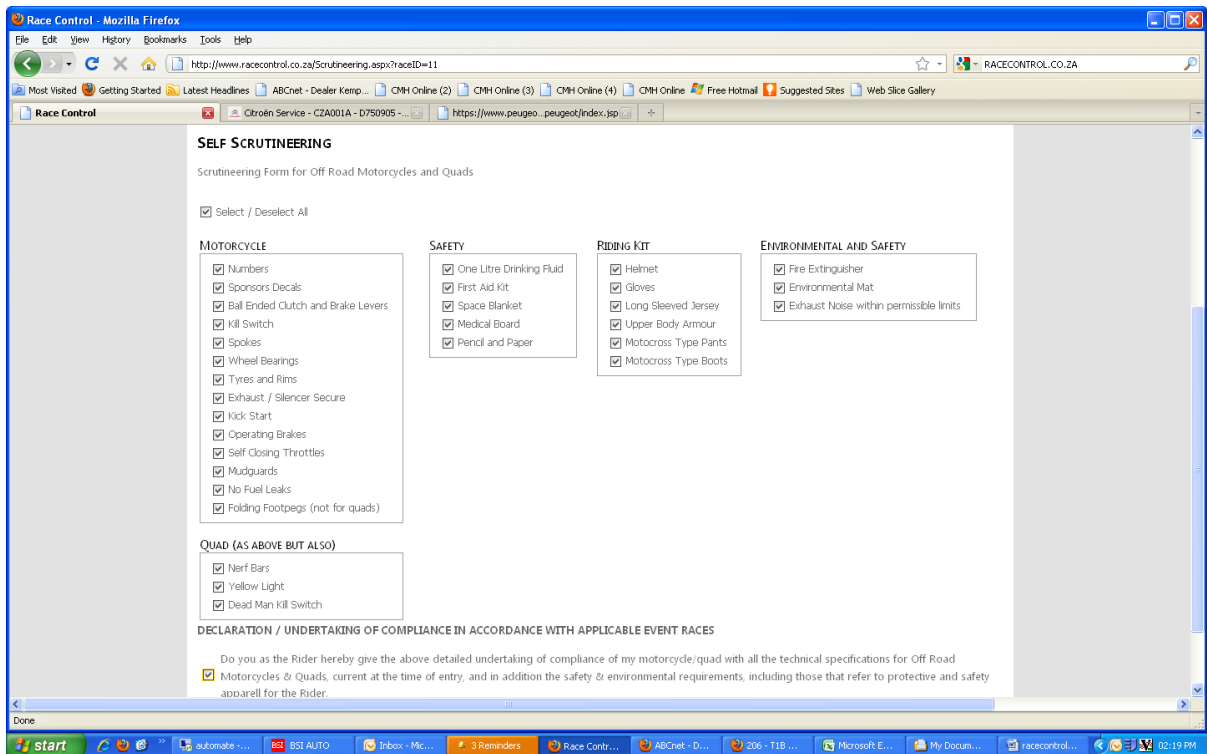 Race Control - Mozilla Firefox
File Edit View History Bookmarks Tools Help
http://www.racecontrol.co.za/Scrutineering.aspx?raceID=11
RACECONTROL.CO.ZA
Most Visited Getting Started Latest Headlines ABCnet - Dealer Kemp... CMH Online (2) CMH Online (3) CMH Online (4) CMH Online Free Hotmail Suggested Sites Web Slice Gallery
Race Control Citroën Service - CZA001A - D750905 -... https://www.peugeo...peugeot/index.jsp
SELF SCRUTINEERING
Scrutineering Form for Off Road Motorcycles and Quads
Select / Deselect All
MOTORCYCLE
Numbers
Sponsors Decals
Ball Ended Clutch and Brake Levers
Kill Switch
Spokes
Wheel Bearings
Tyres and Rims
Exhaust / Silencer Secure
Kick Start
Operating Brakes
Self Closing Throttles
Mudguards
No Fuel Leaks
Folding Footpegs (not for quads)
SAFETY
One Litre Drinking Fluid
First Aid Kit
Space Blanket
Medical Board
Pencil and Paper
RIDING KIT
Helmet
Gloves
Long Sleeved Jersey
Upper Body Armour
Motocross Type Pants
Motocross Type Boots
ENVIRONMENTAL AND SAFETY
Fire Extinguisher
Environmental Mat
Exhaust Noise within permissible limits
QUAD (AS ABOVE BUT ALSO)
Nerf Bars
Yellow Light
Dead Man Kill Switch
DECLARATION / UNDERTAKING OF COMPLIANCE IN ACCORDANCE WITH APPLICABLE EVENT RACES
Do you as the Rider hereby give the above detailed undertaking of compliance of my motorcycle/quad with all the technical specifications for Off Road
Motorcycles & Quads, current at the time of entry, and in addition the safety & environmental requirements, including those that refer to protective and safety
apparell for the Rider.
Done
start automate -... BSI BSI AUTO Inbox - Mic... 3 Reminders Race Contr... ABCnet - D... 206 - T1B ... Microsoft E... My Docum... racecontrol... 02:19 PM